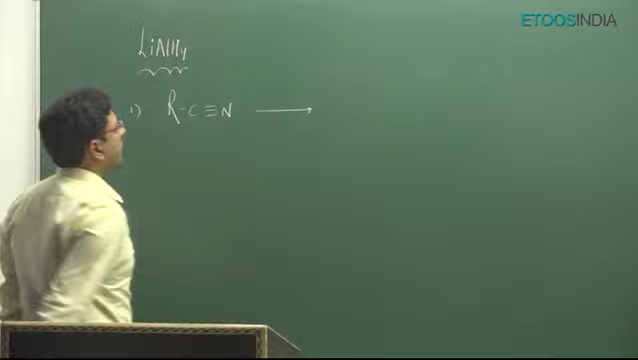 ETOOSINDIA
LiAlH4
1) R-C≡N ⟶